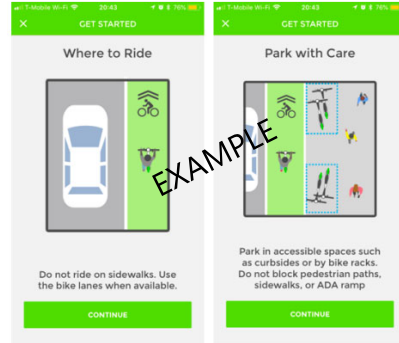 T-Mobile Wi-Fi 20:43 76%
GET STARTED
Where to Ride
Do not ride on sidewalks. Use
the bike lanes when available.
CONTINUE
T-Mobile Wi-Fi 20:43 76%
GET STARTED
Park with Care
Park in accessible spaces such
as curbsides or by bike racks.
Do not block pedestrian paths,
sidewalks, or ADA ramp
CONTINUE
EXAMPLE